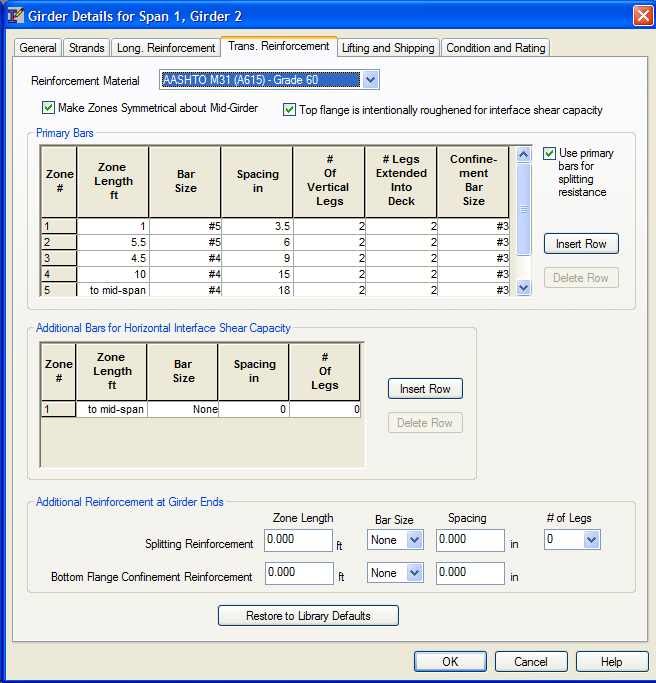 Girder Details for Span 1, Girder 2
General Strands Long. Reinforcement Trans. Reinforcement Lifting and Shipping Condition and Rating
Reinforcement Material AASHTO M31 (A615) - Grade 60
Make Zones Symmetrical about Mid-Girder Top flange is intentionally roughened for interface shear capacity
Primary Bars
Zone # Zone Length ft Bar Size Spacing in # Of Vertical Legs # Legs Extended Into Deck Confine-ment Bar Size
1 1 #5 3.5 2 2 #3
2 5.5 #5 6 2 2 #3
3 4.5 #4 9 2 2 #3
4 10 #4 15 2 2 #3
5 to mid-span #4 18 2 2 #3
Use primary
bars for
splitting
resistance
Insert Row
Delete Row
Additional Bars for Horizontal Interface Shear Capacity
Zone # Zone Length ft Bar Size Spacing in # Of Legs
1 to mid-span None 0 0
Insert Row
Delete Row
Additional Reinforcement at Girder Ends
Zone Length Bar Size Spacing # of Legs
Splitting Reinforcement 0.000 ft None 0.000 in 0
Bottom Flange Confinement Reinforcement 0.000 ft None 0.000 in
Restore to Library Defaults
OK Cancel Help